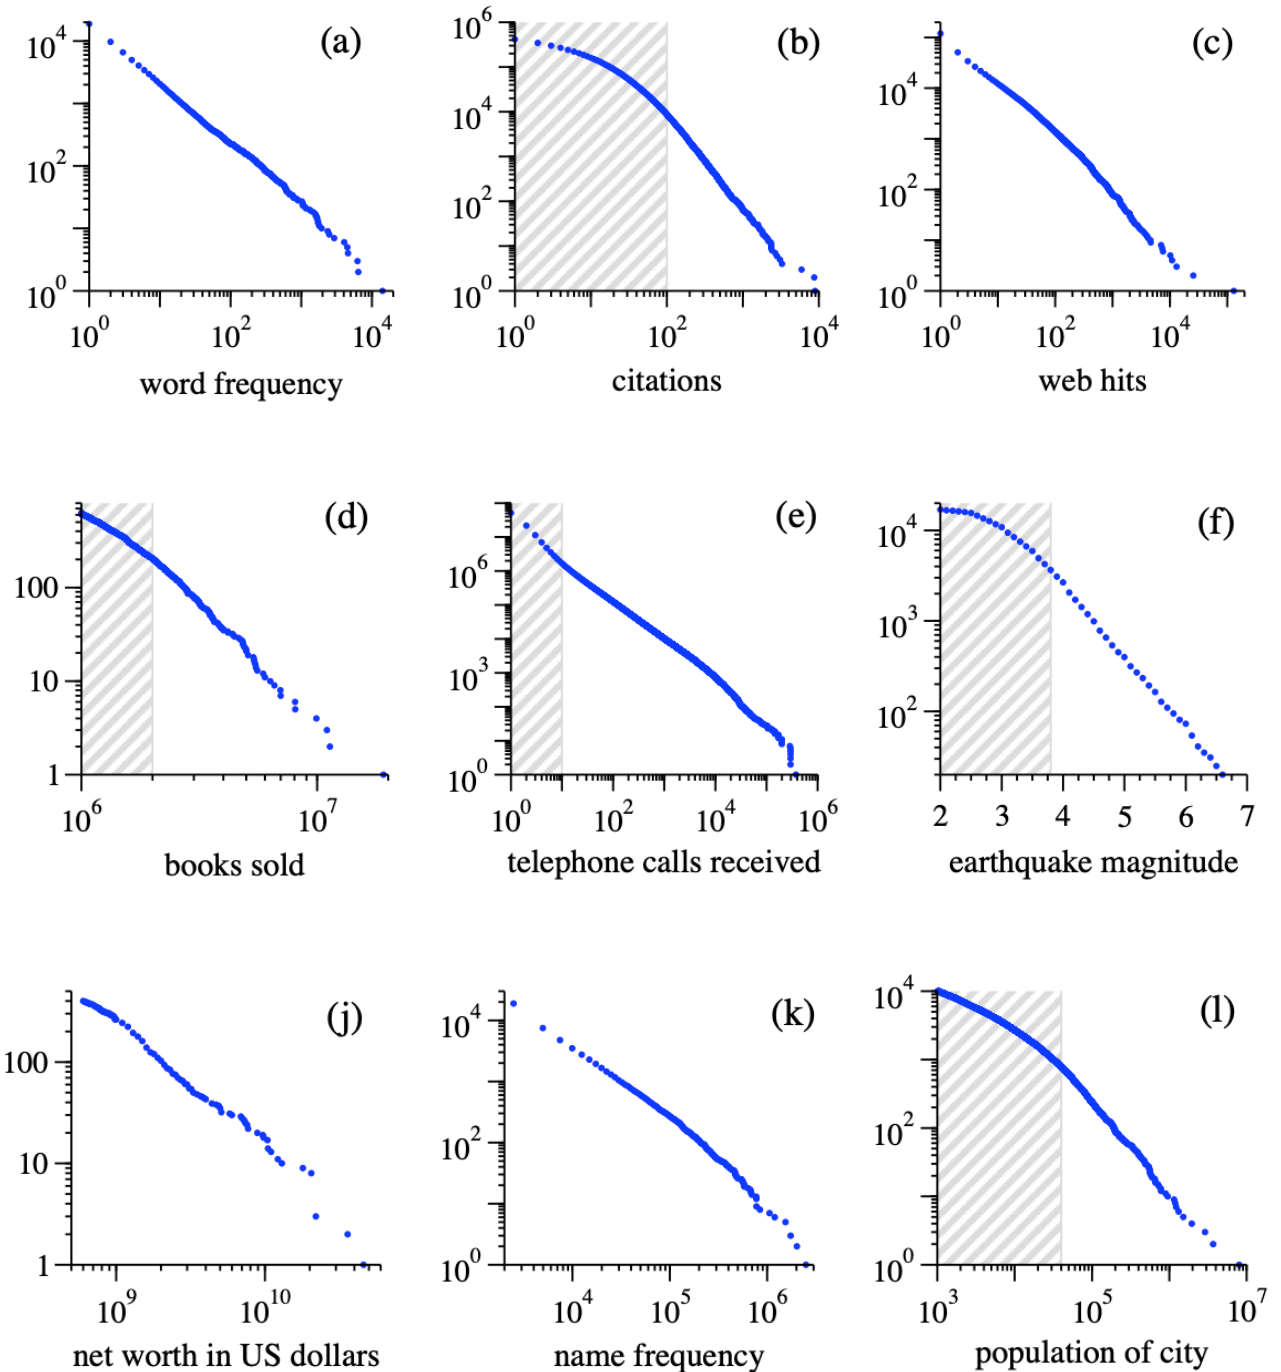 (a) (b) (c)
10^4 10^2 10^0
10^0 10^2 10^4
word frequency
10^6 10^4 10^2 10^0
10^0 10^2 10^4
citations
10^4 10^2 10^0
10^0 10^2 10^4
web hits
(d) (e) (f)
100 10 1
10^6 10^7
books sold
10^6 10^3 10^0
10^0 10^2 10^4 10^6
telephone calls received
10^4 10^3 10^2
2 3 4 5 6 7
earthquake magnitude
(j) (k) (l)
100 10 1
10^9 10^10
net worth in US dollars
10^4 10^2 10^0
10^4 10^5 10^6
name frequency
10^4 10^2 10^0
10^3 10^5 10^7
population of city